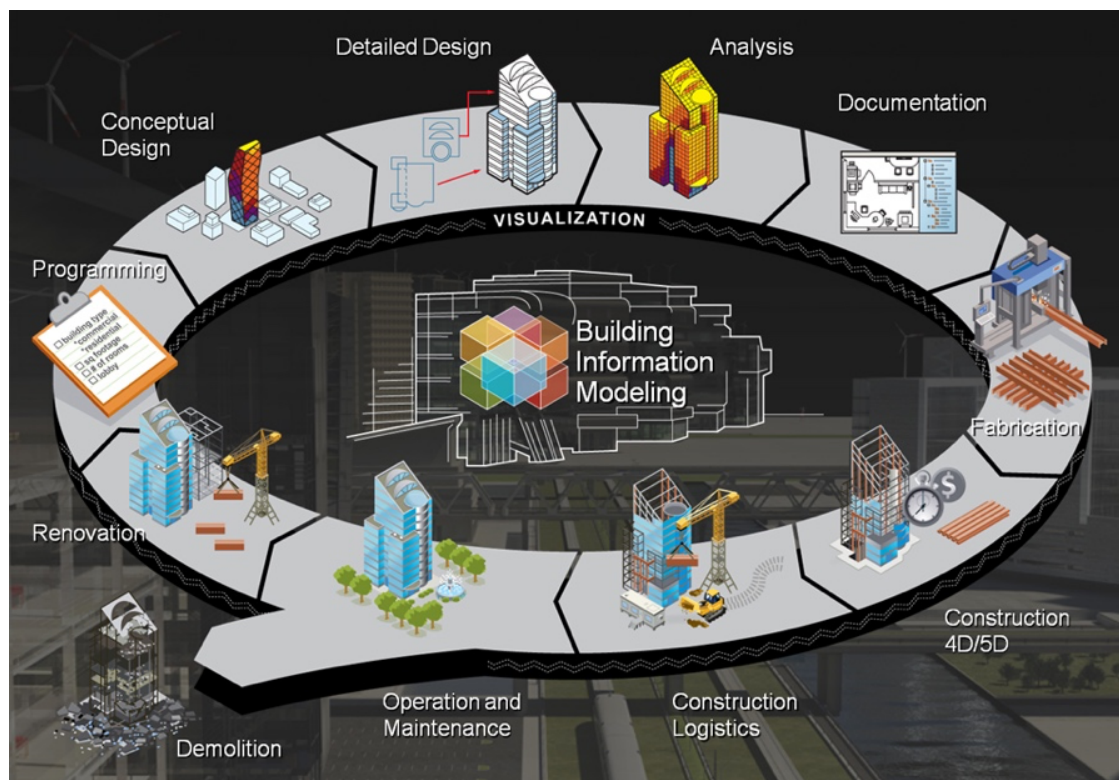 Detailed Design
Analysis
Documentation
Conceptual
Design
VISUALIZATION
Programming
building type
*commercial
*residential
sq footage
# of rooms
lobby
Building
Information
Modeling
Fabrication
$
Renovation
Construction
4D/5D
Operation and
Maintenance
Construction
Logistics
Demolition